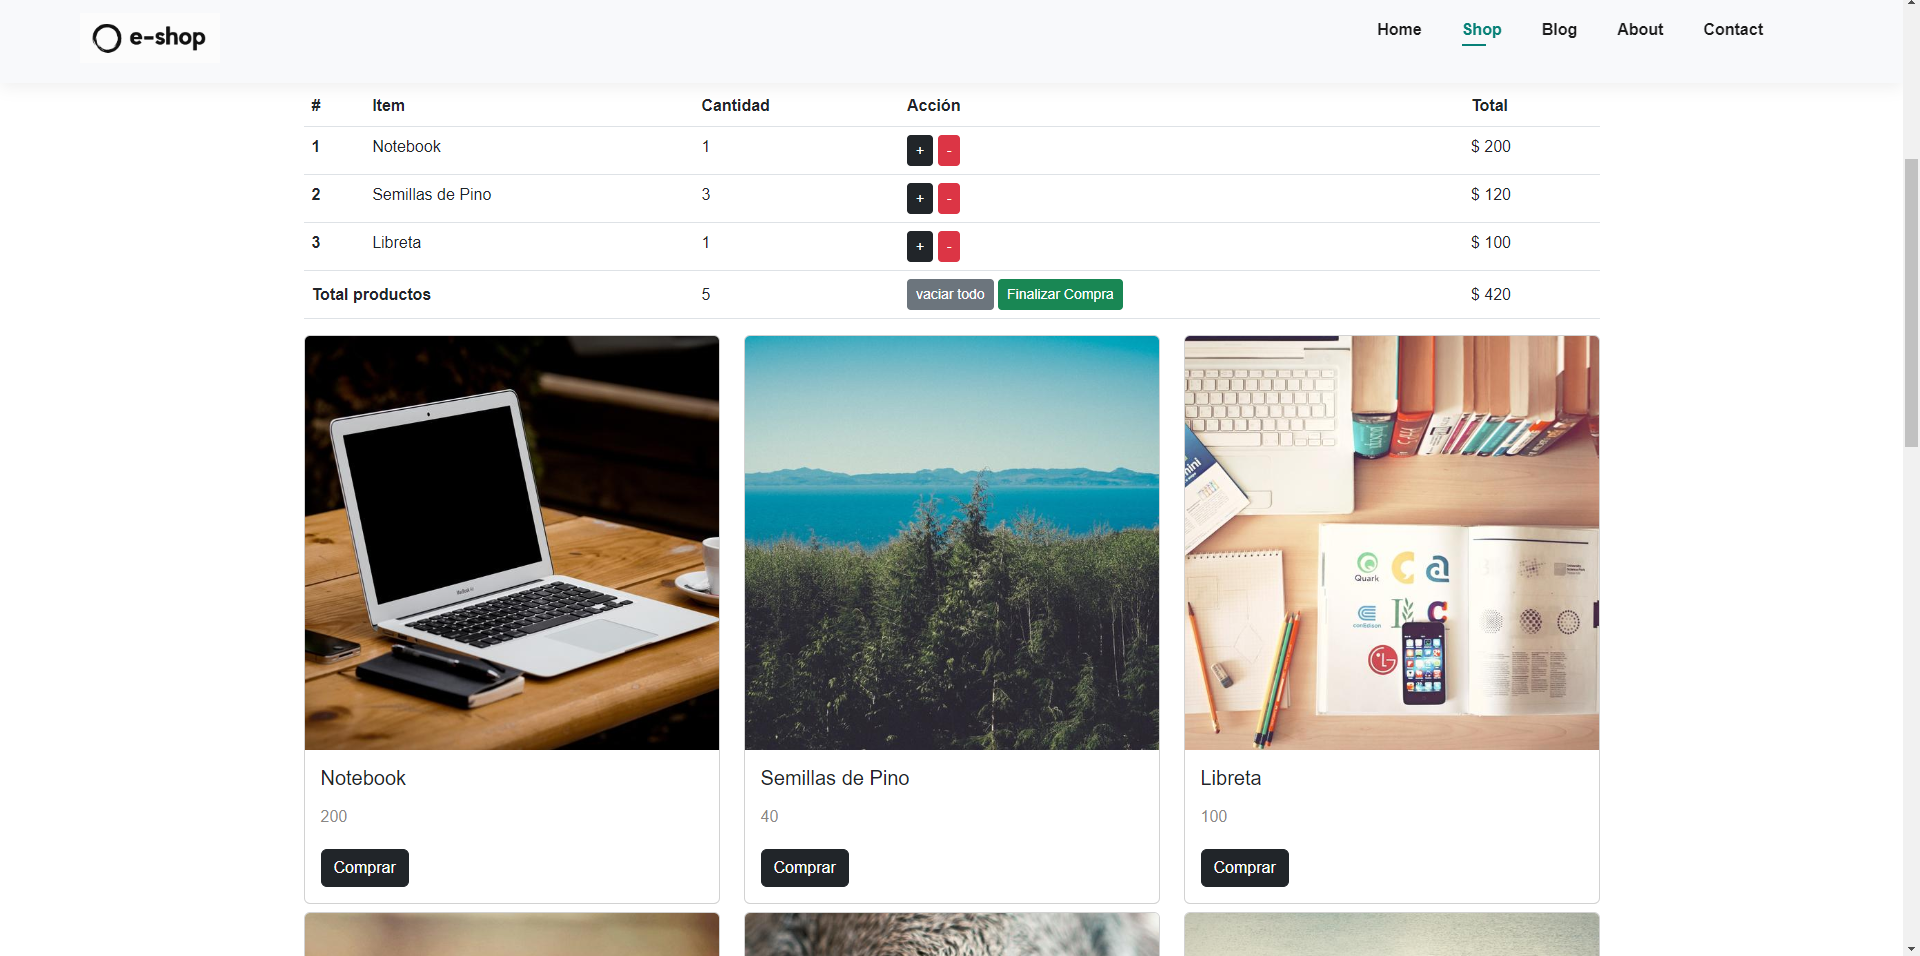 e-shop
Home Shop Blog About Contact
# Item Cantidad Acción Total
1 Notebook 1 + - $ 200
2 Semillas de Pino 3 + - $ 120
3 Libreta 1 + - $ 100
Total productos 5 vaciar todo Finalizar Compra $ 420
Quark
Notebook
200
Comprar
Semillas de Pino
40
Comprar
Libreta
100
Comprar